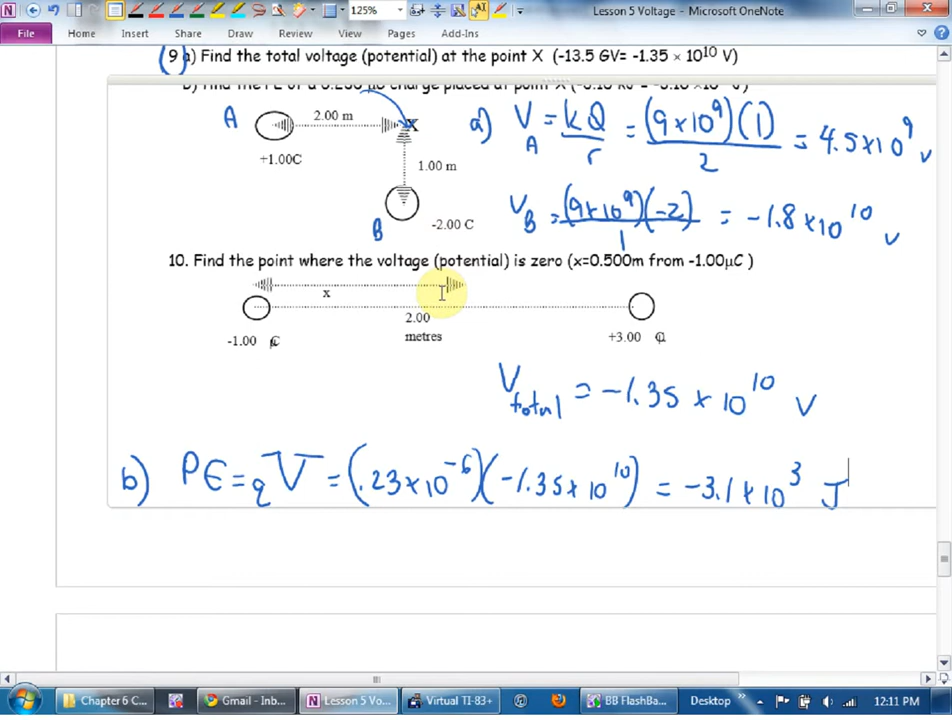 125%
Lesson 5 Voltage - Microsoft OneNote
File Home Insert Share Draw Review View Pages Add-Ins
9 a) Find the total voltage (potential) at the point X (-13.5 GV= -1.35 × 10¹⁰ V)
A
2.00 m
X
+1.00C
1.00 m
B
-2.00 C
a) V_A = kQ/r = (9×10⁹)(1)/2 = 4.5×10⁹ V
V_B = (9×10⁹)(-2)/1 = -1.8×10¹⁰ V
10. Find the point where the voltage (potential) is zero (x=0.500m from -1.00μC )
x
2.00
metres
-1.00 C
+3.00
V_total = -1.35 × 10¹⁰ V
b) PE = qV = (.23×10⁻⁶)(-1.35×10¹⁰) = -3.1×10³ J
Chapter 6 C...
Gmail - Inb...
Lesson 5 Vo...
Virtual TI-83+
BB FlashBa...
Desktop
12:11 PM